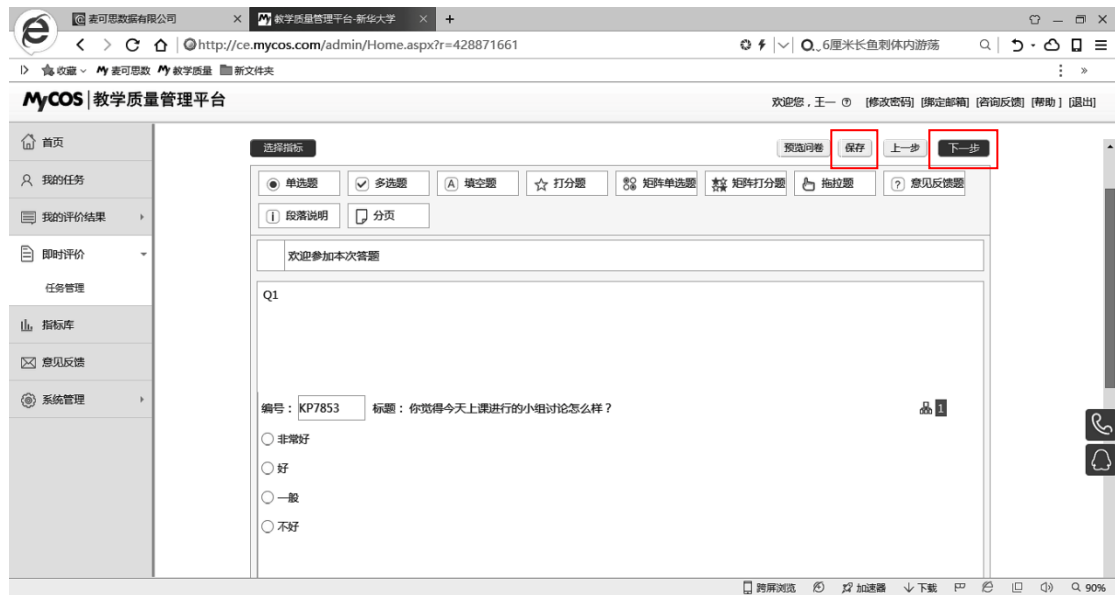 麦可思数据有限公司 × 教学质量管理平台-新华大学 × +
http://ce.mycos.com/admin/Home.aspx?r=428871661 6厘米长鱼刺体内游荡
收藏 麦可思数 教学质量 新文件夹
MyCOS 教学质量管理平台 欢迎您,王一 [修改密码] [绑定邮箱] [咨询反馈] [帮助] [退出]
首页
我的任务
我的评价结果
即时评价
任务管理
指标库
意见反馈
系统管理
选择指标 预览问卷 保存 上一步 下一步
单选题 多选题 A 填空题 打分题 矩阵单选题 矩阵打分题 拖拉题 ? 意见反馈题
i 段落说明 分页
欢迎参加本次答题
Q1
编号: KP7853 标题: 你觉得今天上课进行的小组讨论怎么样? 1
非常好
好
一般
不好
跨屏浏览 加速器 下载 90%